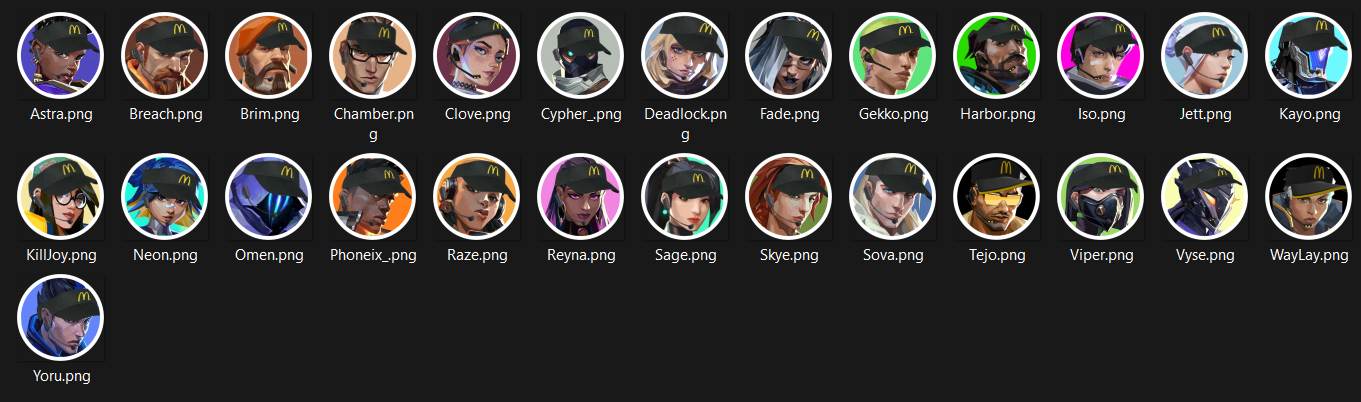 Astra.png
Breach.png
Brim.png
Chamber.pn
g
Clove.png
Cypher_.png
Deadlock.pn
g
Fade.png
Gekko.png
Harbor.png
Iso.png
Jett.png
Kayo.png
KillJoy.png
Neon.png
Omen.png
Phoneix_.png
Raze.png
Reyna.png
Sage.png
Skye.png
Sova.png
Tejo.png
Viper.png
Vyse.png
WayLay.png
Yoru.png